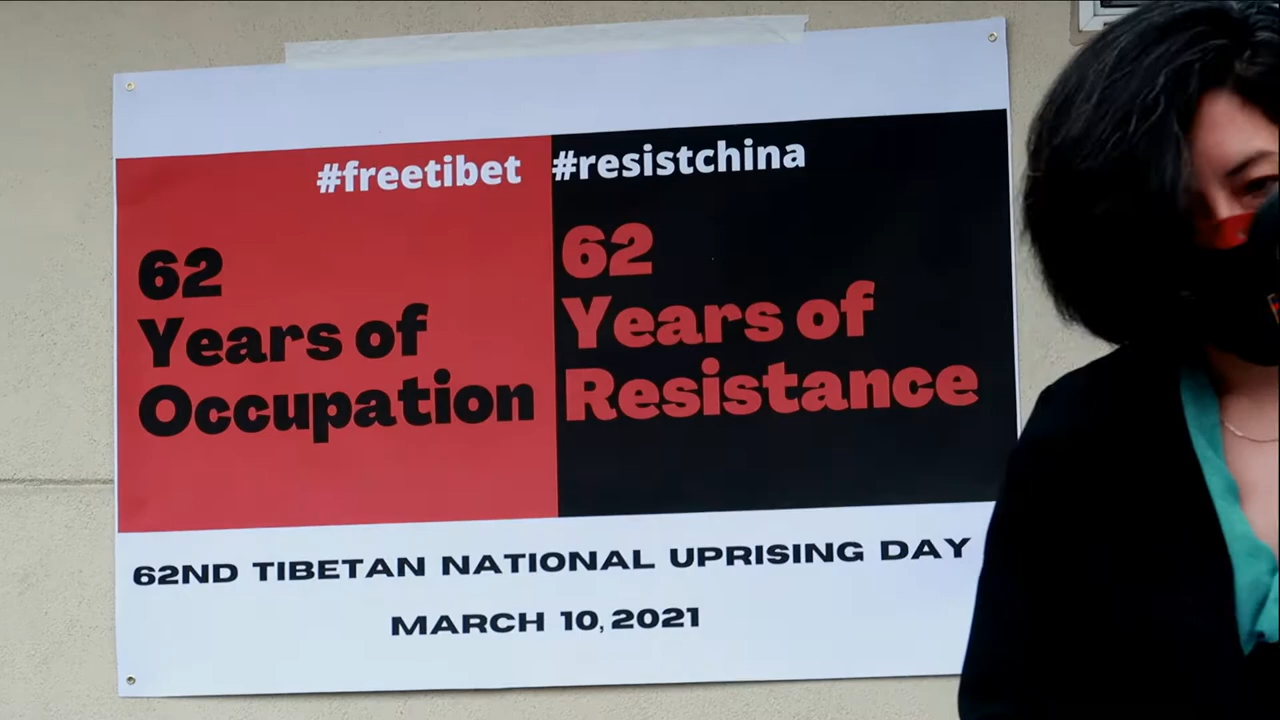 #freetibet #resistchina
62
Years of
Occupation
62
Years of
Resistance
62ND TIBETAN NATIONAL UPRISING DAY
MARCH 10, 2021